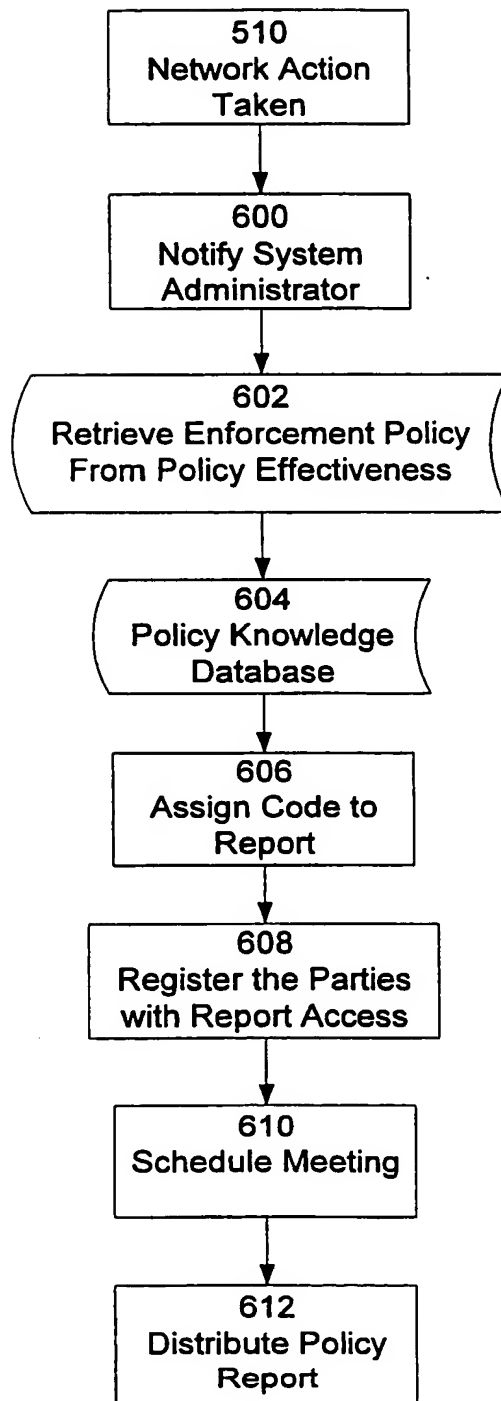 510
Network Action
Taken
600
Notify System
Administrator
602
Retrieve Enforcement Policy
From Policy Effectiveness
604
Policy Knowledge
Database
606
Assign Code to
Report
608
Register the Parties
with Report Access
610
Schedule Meeting
612
Distribute Policy
Report